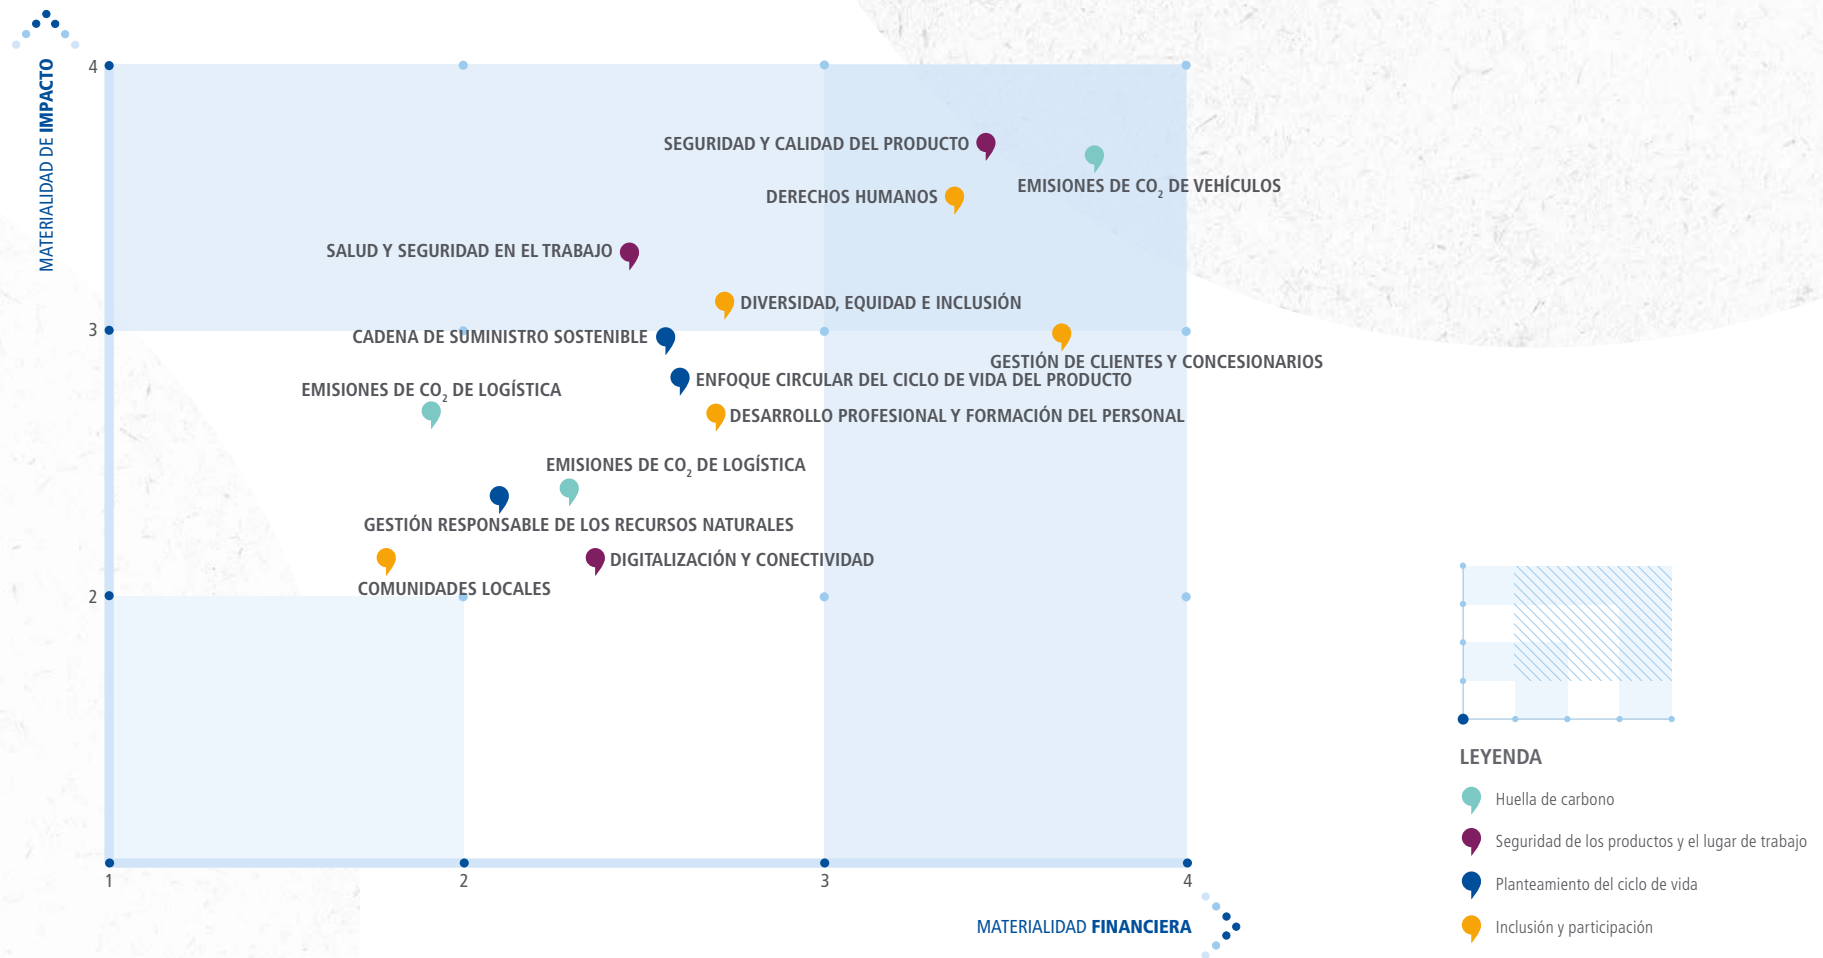 MATERIALIDAD DE IMPACTO
4
SEGURIDAD Y CALIDAD DEL PRODUCTO
EMISIONES DE CO₂ DE VEHÍCULOS
DERECHOS HUMANOS
SALUD Y SEGURIDAD EN EL TRABAJO
DIVERSIDAD, EQUIDAD E INCLUSIÓN
3
CADENA DE SUMINISTRO SOSTENIBLE
GESTIÓN DE CLIENTES Y CONCESIONARIOS
ENFOQUE CIRCULAR DEL CICLO DE VIDA DEL PRODUCTO
EMISIONES DE CO₂ DE LOGÍSTICA
DESARROLLO PROFESIONAL Y FORMACIÓN DEL PERSONAL
EMISIONES DE CO₂ DE LOGÍSTICA
GESTIÓN RESPONSABLE DE LOS RECURSOS NATURALES
DIGITALIZACIÓN Y CONECTIVIDAD
COMUNIDADES LOCALES
2
1
2
3
4
MATERIALIDAD FINANCIERA
LEYENDA
Huella de carbono
Seguridad de los productos y el lugar de trabajo
Planteamiento del ciclo de vida
Inclusión y participación